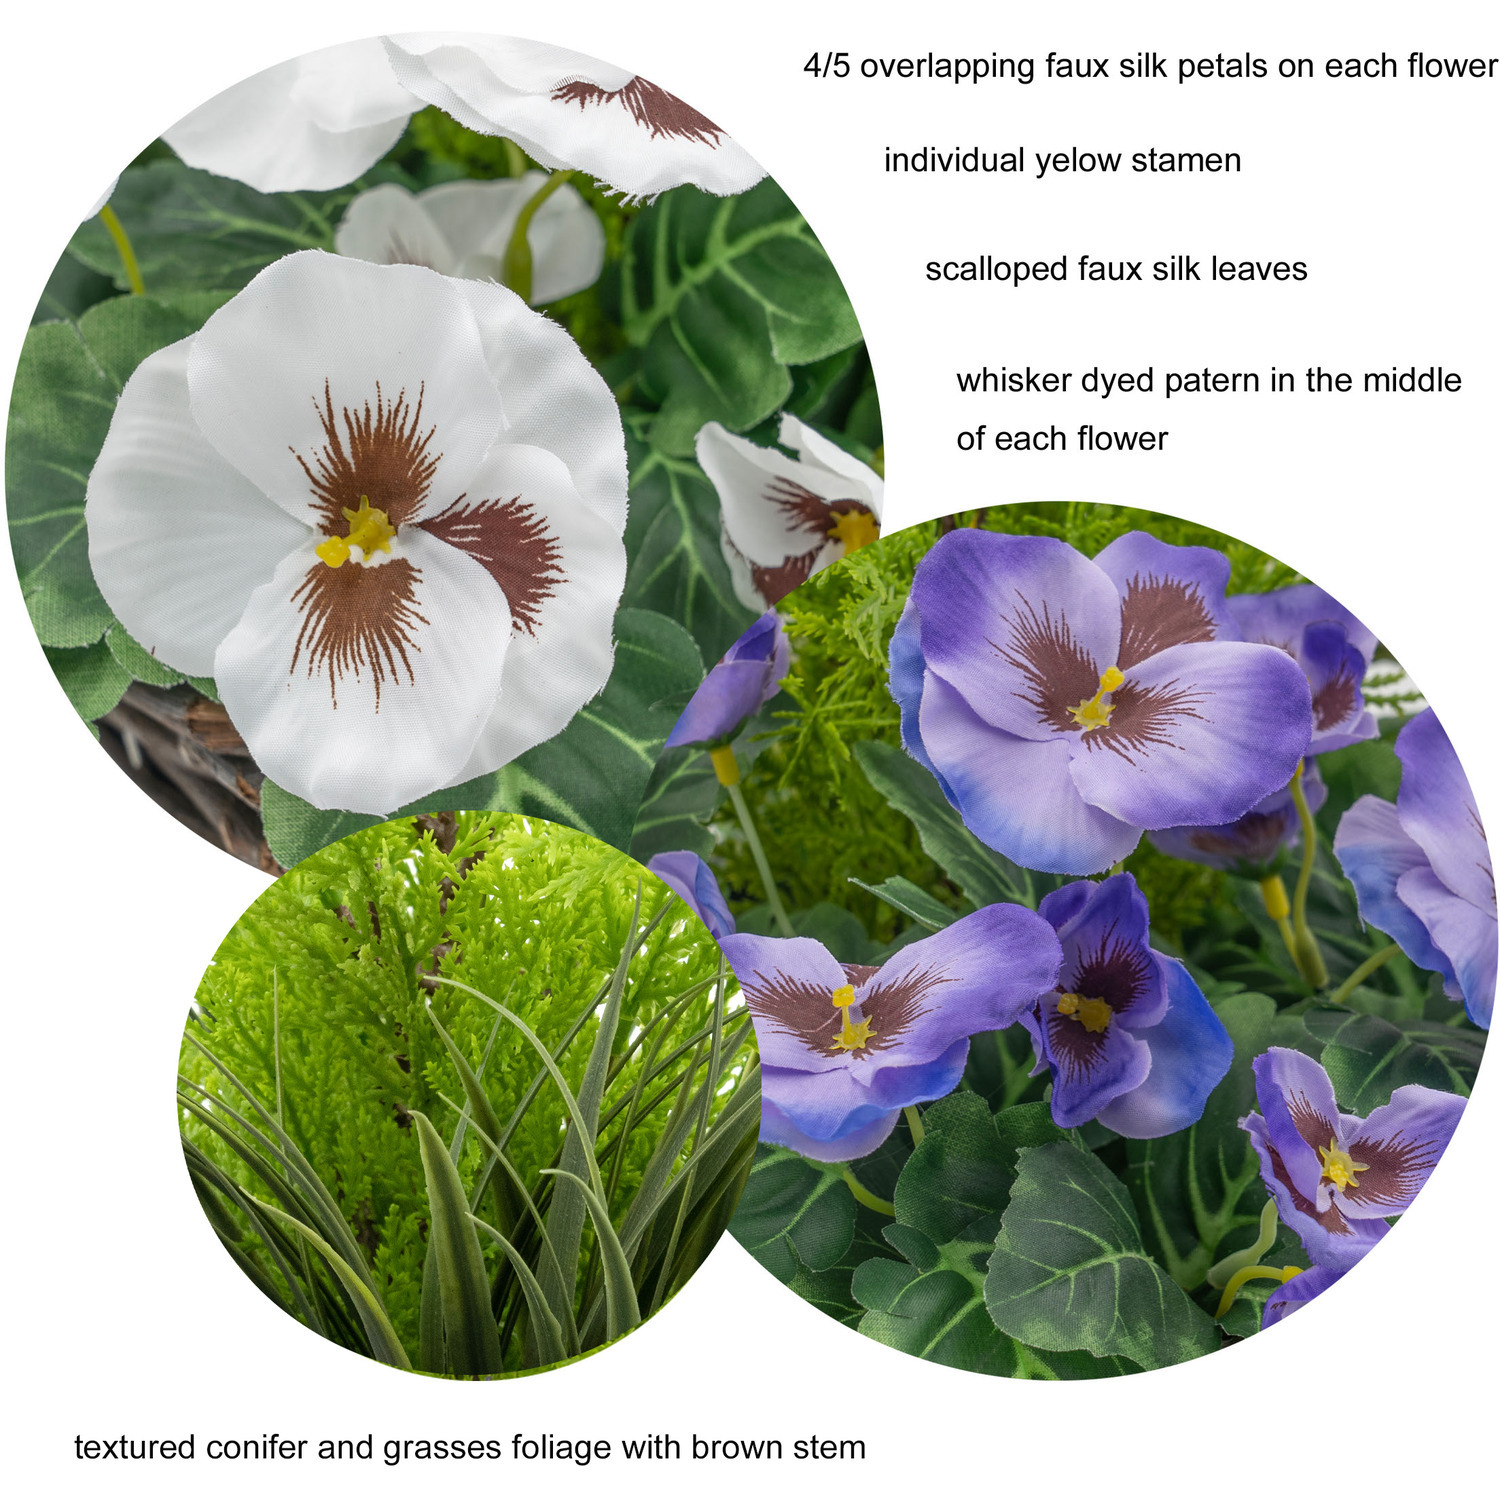 4/5 overlapping faux silk petals on each flower
individual yelow stamen
scalloped faux silk leaves
whisker dyed patern in the middle
of each flower
textured conifer and grasses foliage with brown stem